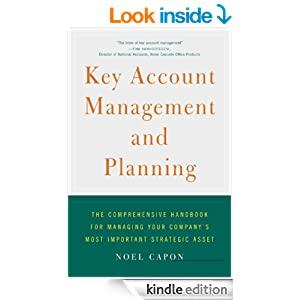 Look inside
"The bible of key account management"
Director of National Accounts, Boise Cascade Office Products
Key Account
Management and
Planning
THE COMPREHENSIVE HANDBOOK
FOR MANAGING YOUR COMPANY'S
MOST IMPORTANT STRATEGIC ASSET
NOEL CAPON
kindle edition